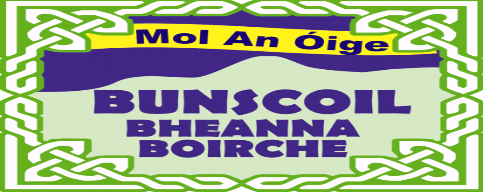 Mol An Óige
BUNSCOIL
BHEANNA
BOIRCHE